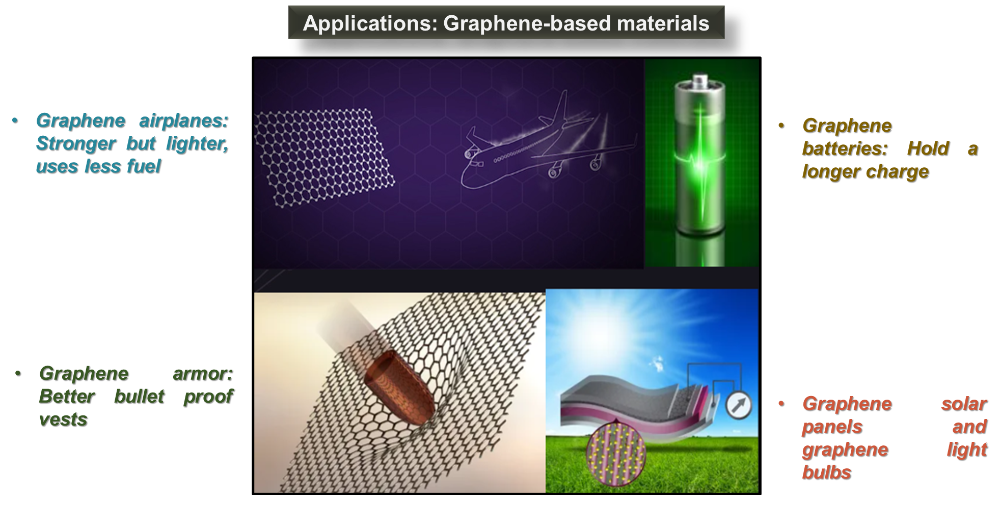 Applications: Graphene-based materials
• Graphene airplanes:
Stronger but lighter,
uses less fuel
• Graphene
batteries: Hold a
longer charge
• Graphene armor:
Better bullet proof
vests
• Graphene solar
panels and
graphene light
bulbs